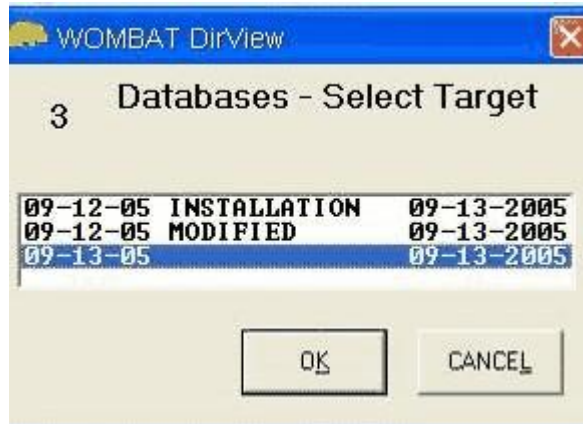 WOMBAT DirView
3 Databases - Select Target
09-12-05 INSTALLATION 09-13-2005
09-12-05 MODIFIED 09-13-2005
09-13-05 09-13-2005
OK CANCEL